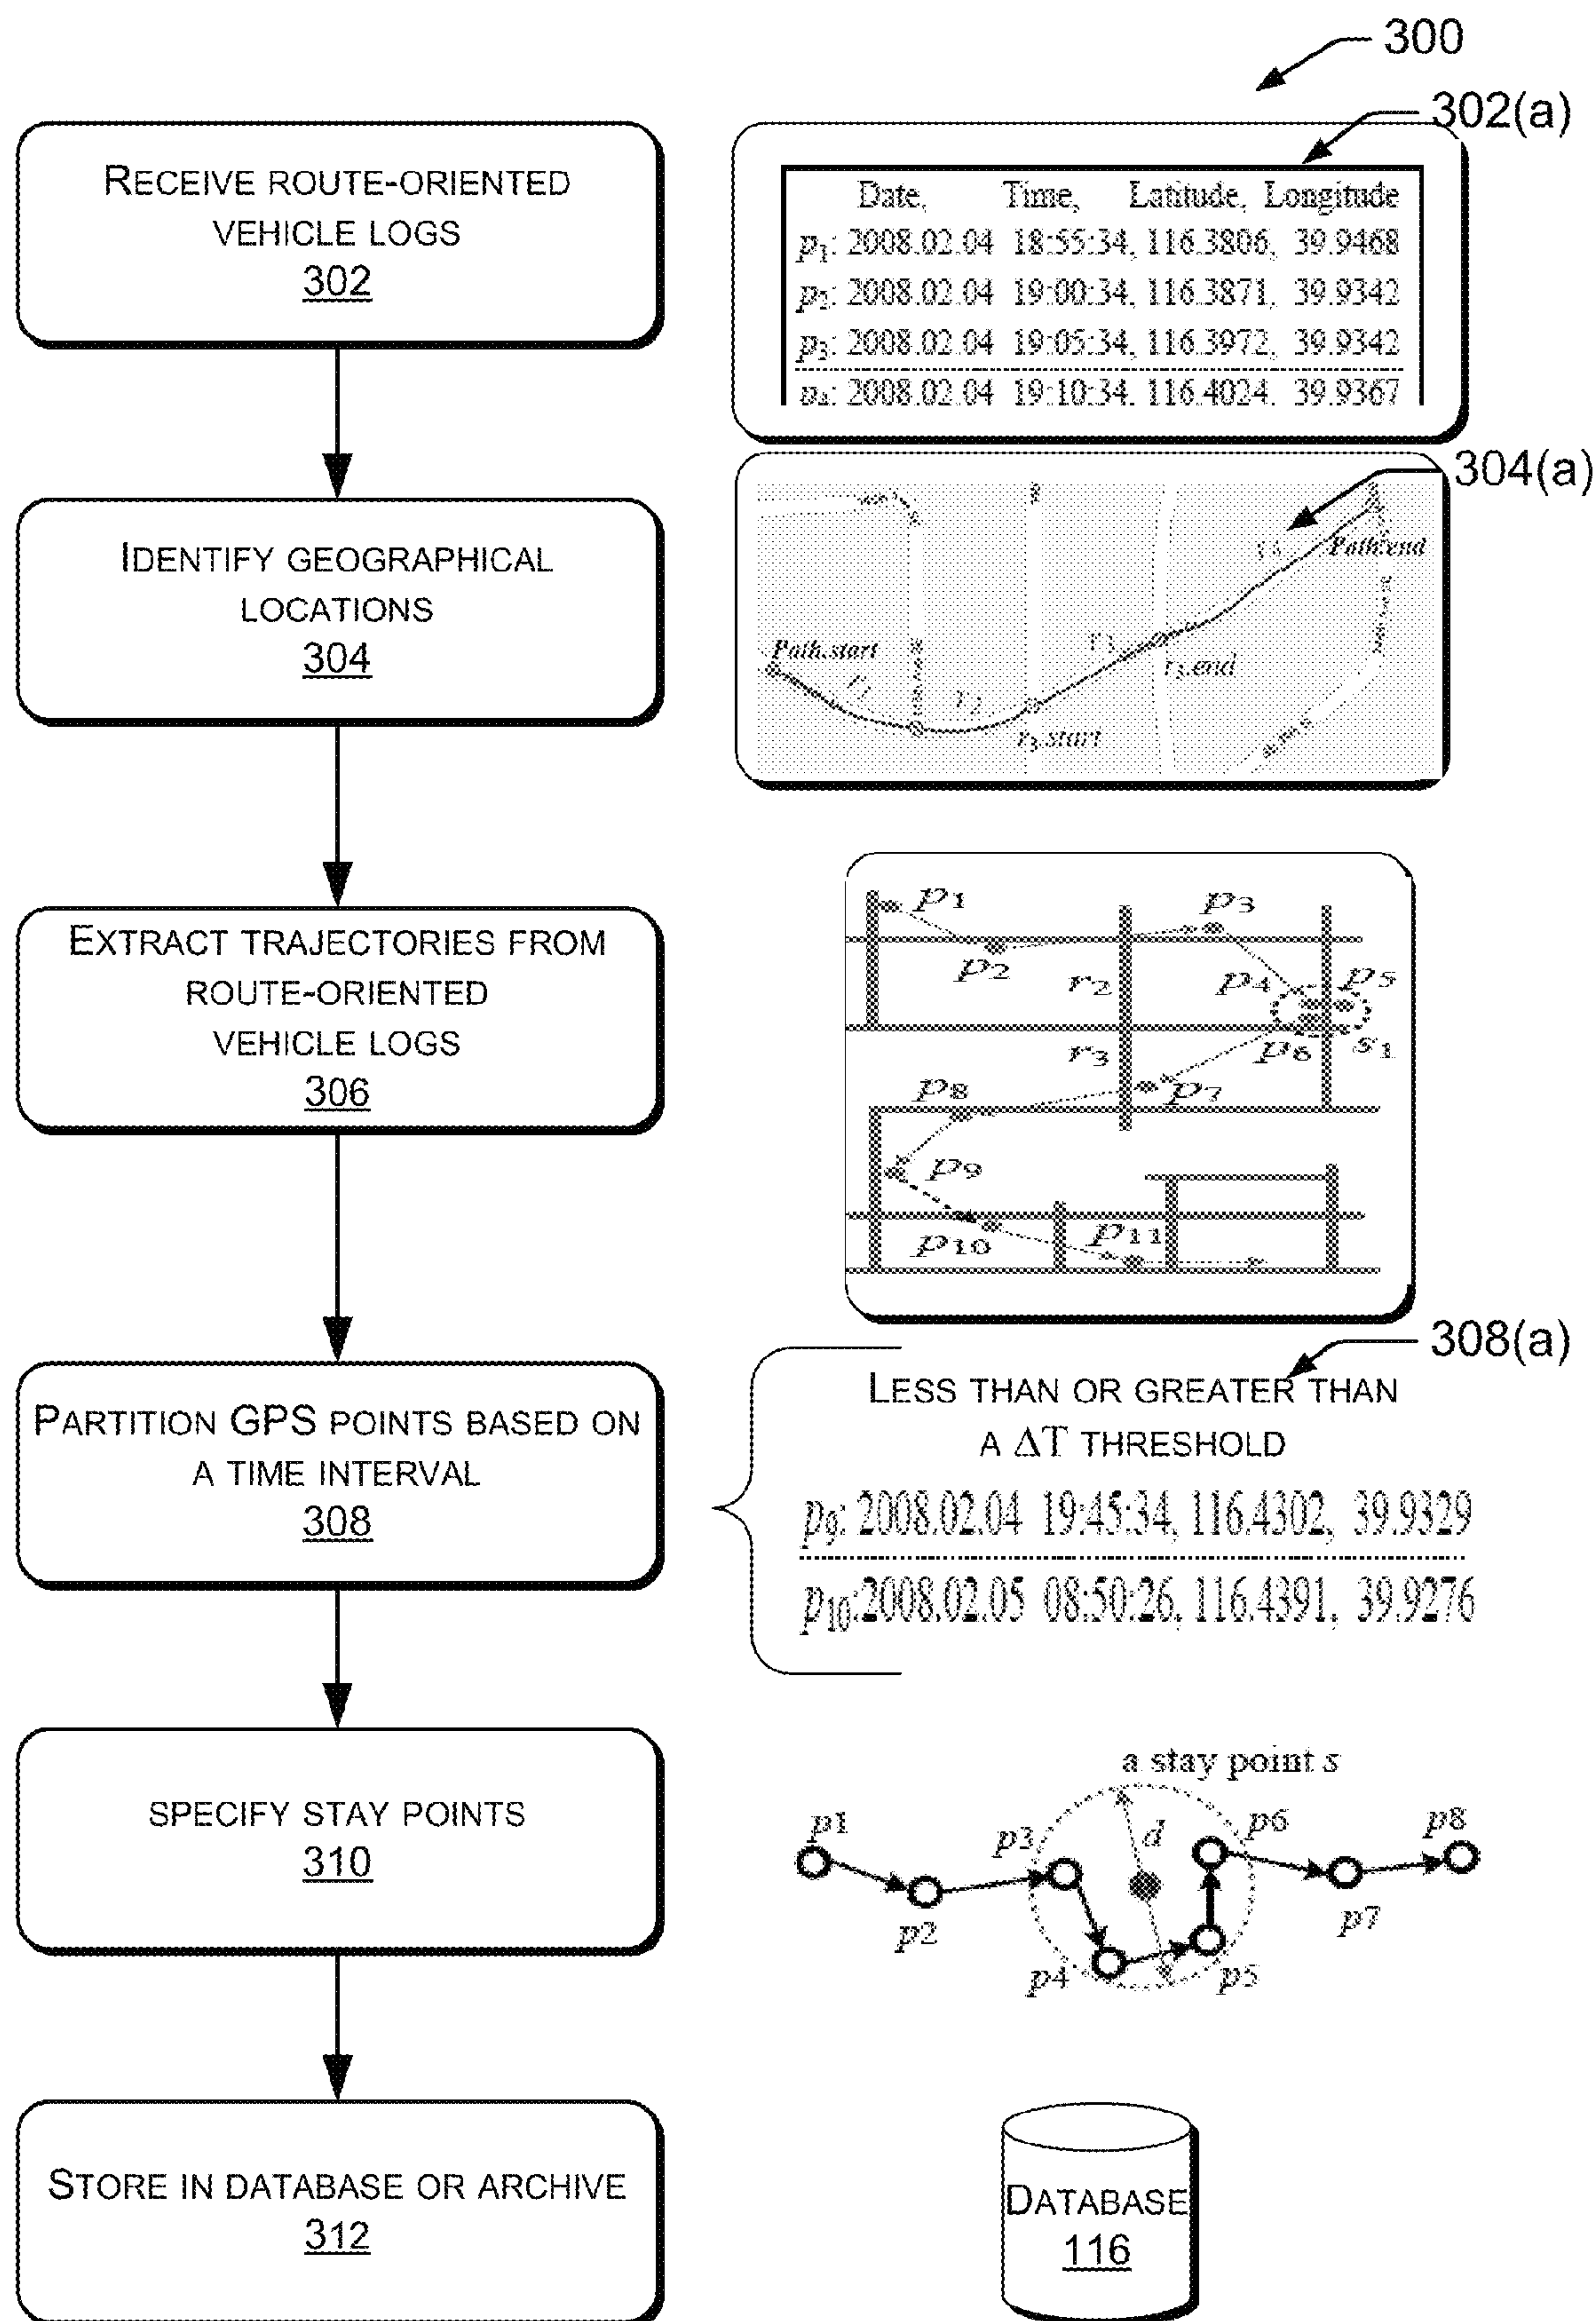 300
RECEIVE ROUTE-ORIENTED
VEHICLE LOGS
302
302(a)
Date, Time, Latitude, Longitude
p1: 2008.02.04 18:55:34, 116.3806, 39.9468
p2: 2008.02.04 19:00:34, 116.3871, 39.9342
p3: 2008.02.04 19:05:34, 116.3972, 39.9342
p4: 2008.02.04 19:10:34, 116.4024, 39.9367
IDENTIFY GEOGRAPHICAL
LOCATIONS
304
304(a)
r4
Path.end
Path.start
r1
r2
r3
r3.end
r3.start
EXTRACT TRAJECTORIES FROM
ROUTE-ORIENTED
VEHICLE LOGS
306
p1
p3
p2
r2
p4
p5
r3
p6
s1
p8
p7
p9
p10
p11
PARTITION GPS POINTS BASED ON
A TIME INTERVAL
308
308(a)
LESS THAN OR GREATER THAN
A ΔT THRESHOLD
p9: 2008.02.04 19:45:34, 116.4302, 39.9329
p10:2008.02.05 08:50:26, 116.4391, 39.9276
SPECIFY STAY POINTS
310
a stay point s
p1
p3
d
p6
p8
p2
p7
p4
p5
STORE IN DATABASE OR ARCHIVE
312
DATABASE
116